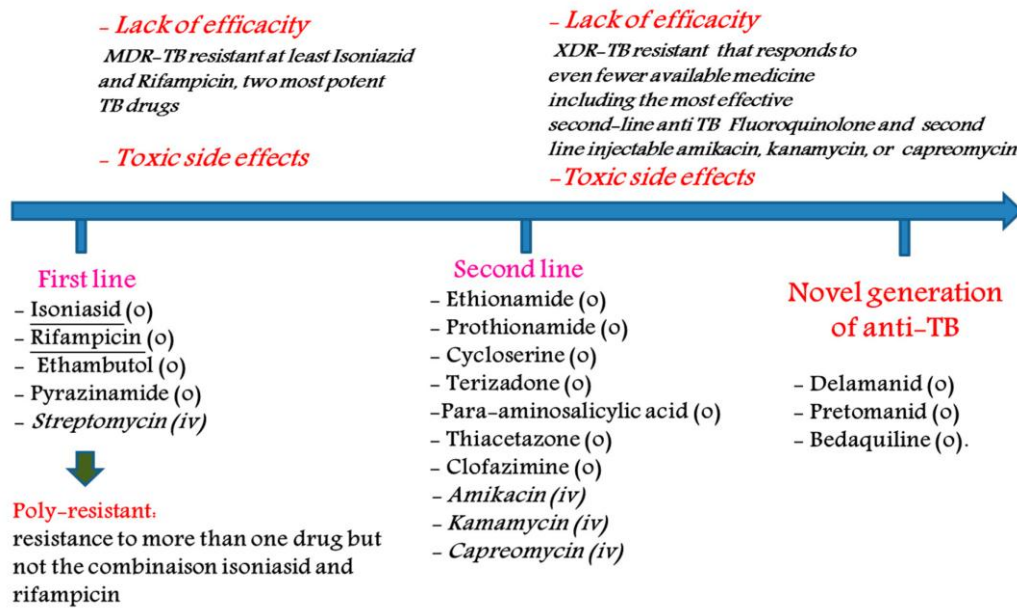 - Lack of efficacity
MDR-TB resistant at least Isoniazid
and Rifampicin, two most potent
TB drugs
- Toxic side effects
- Lack of efficacity
XDR-TB resistant that responds to
even fewer available medicine
including the most effective
second-line anti TB Fluoroquinolone and second
line injectable amikacin, kanamycin, or capreomycin
-Toxic side effects
First line
- Isoniasid (o)
- Rifampicin (o)
- Ethambutol (o)
- Pyrazinamide (o)
- Streptomycin (iv)
Poly-resistant:
resistance to more than one drug but
not the combinaison isoniasid and
rifampicin
Second line
- Ethionamide (o)
- Prothionamide (o)
- Cycloserine (o)
- Terizadone (o)
-Para-aminosalicylic acid (o)
- Thiacetazone (o)
- Clofazimine (o)
- Amikacin (iv)
- Kamamycin (iv)
- Capreomycin (iv)
Novel generation
of anti-TB
- Delamanid (o)
- Pretomanid (o)
- Bedaquiline (o).